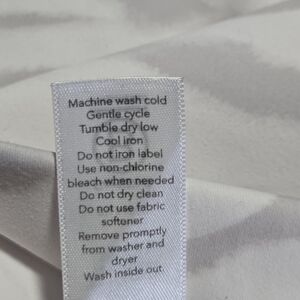 Machine wash cold
Gentle cycle
Tumble dry low
Cool iron
Do not iron label
Use non-chlorine
bleach when needed
Do not dry clean
Do not use fabric
softener
Remove promptly
from washer and
dryer
Wash inside out